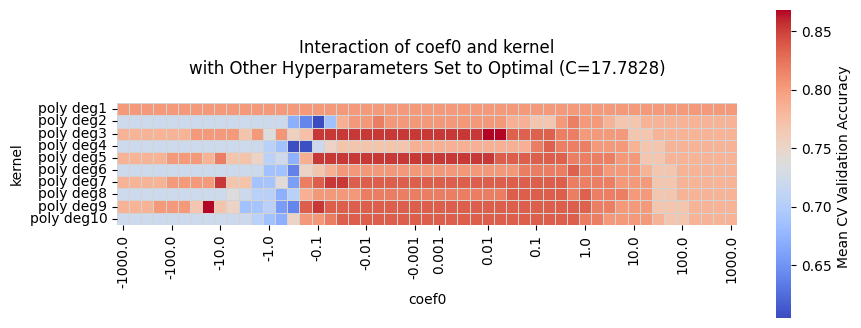 Interaction of coef0 and kernel
with Other Hyperparameters Set to Optimal (C=17.7828)
kernel
poly deg1
poly deg2
poly deg3
poly deg4
poly deg5
poly deg6
poly deg7
poly deg8
poly deg9
poly deg10
-1000.0
-100.0
-10.0
-1.0
-0.1
-0.01
-0.001
0.001
0.01
0.1
1.0
10.0
100.0
1000.0
coef0
0.85
0.80
0.75
0.70
0.65
Mean CV Validation Accuracy